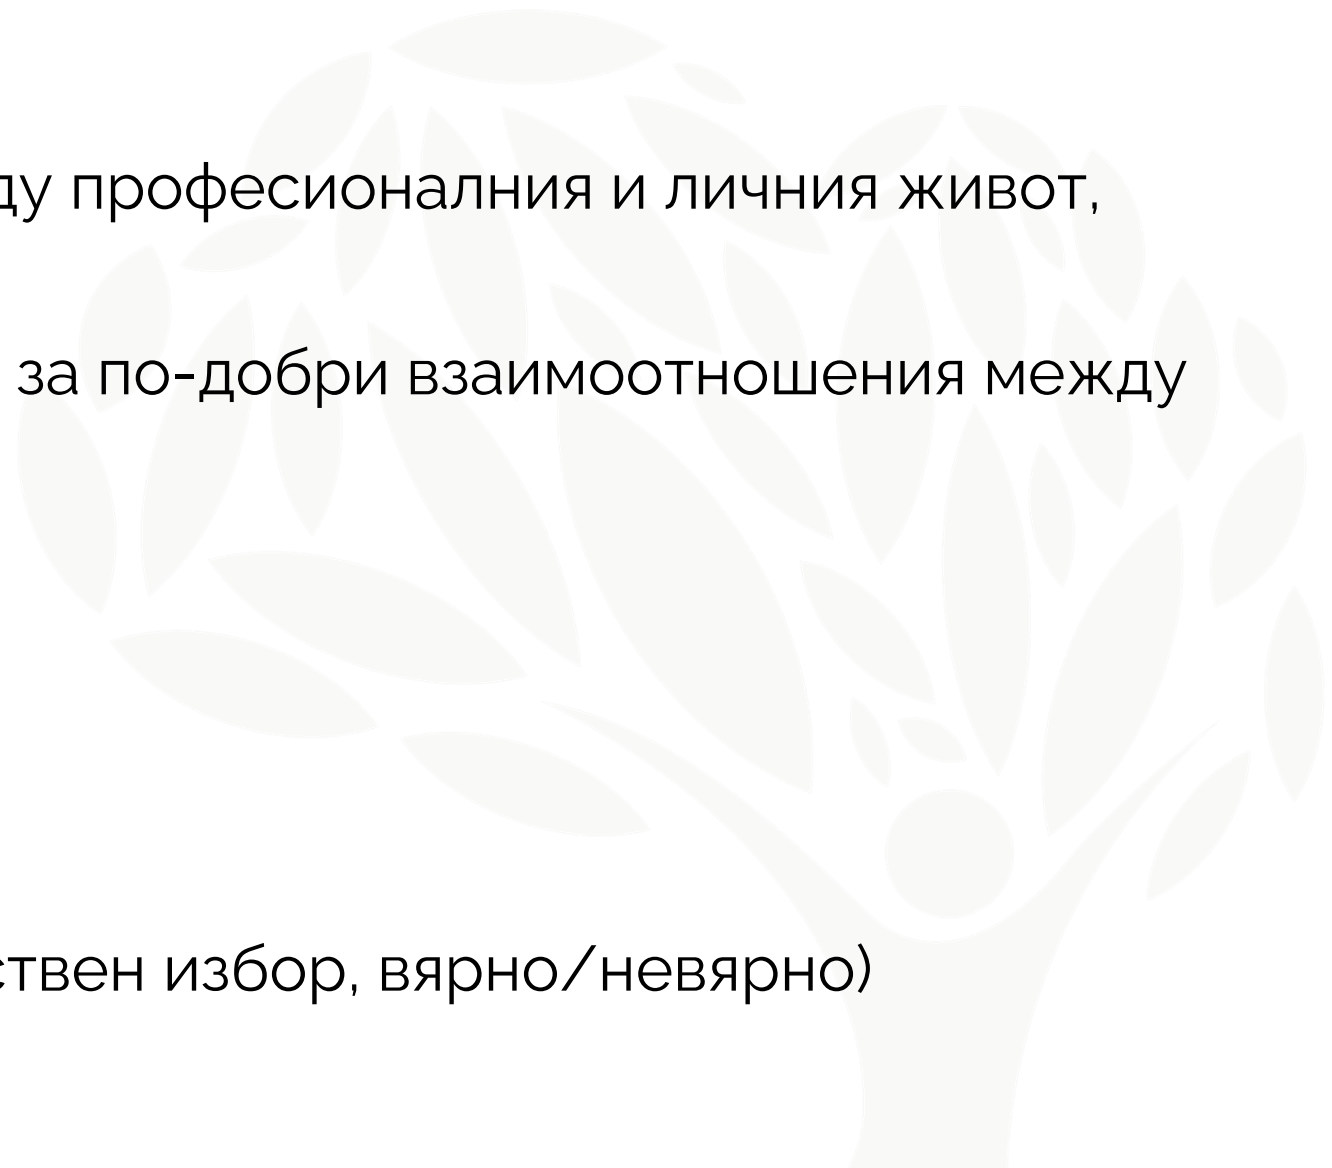 ду професионалния и личния живот,
за по-добри взаимоотношения между
ствен избор, вярно/невярно)